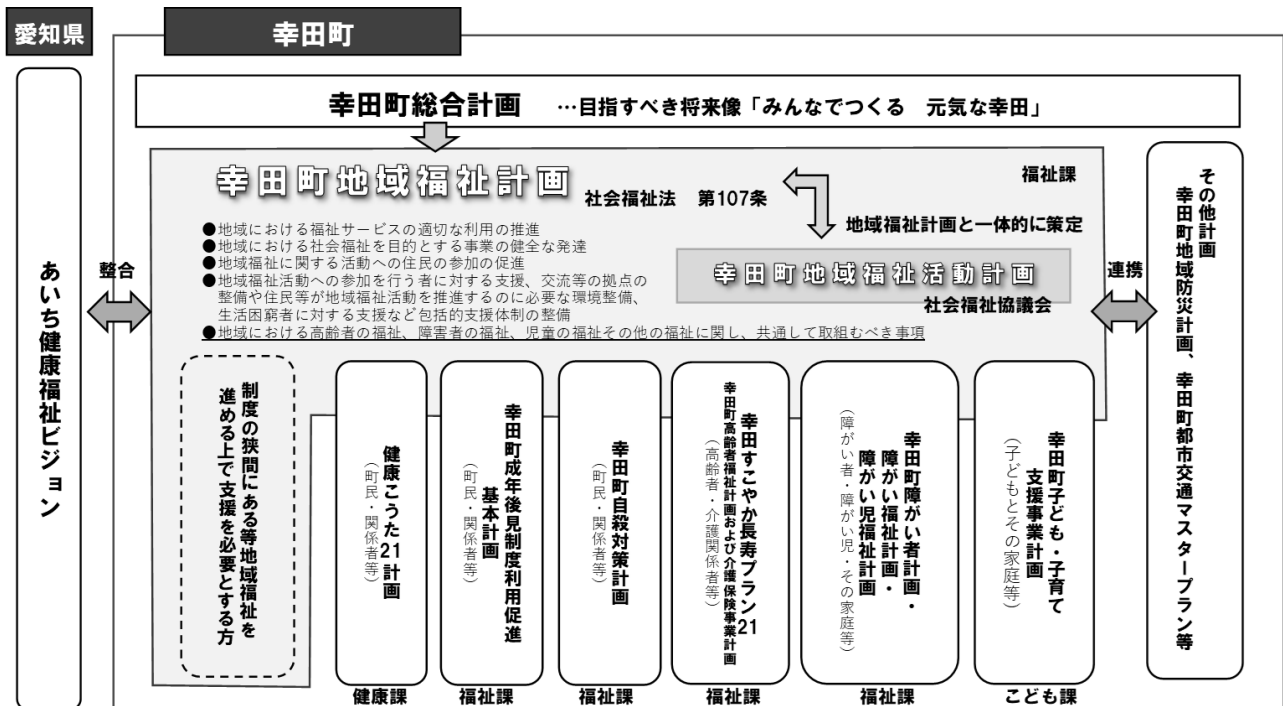 愛知県
幸田町
幸田町総合計画 …目指すべき将来像「みんなでつくる 元気な幸田」
あいち健康福祉ビジョン
整合
幸田町地域福祉計画
社会福祉法 第107条
福祉課
地域福祉計画と一体的に策定
幸田町地域福祉活動計画
社会福祉協議会
●地域における福祉サービスの適切な利用の推進
●地域における社会福祉を目的とする事業の健全な発達
●地域福祉に関する活動への住民の参加の促進
●地域福祉活動への参加を行う者に対する支援、交流等の拠点の
整備や住民等が地域福祉活動を推進するのに必要な環境整備、
生活困窮者に対する支援など包括的支援体制の整備
●地域における高齢者の福祉、障害者の福祉、児童の福祉その他の福祉に関し、共通して取組むべき事項
連携
その他計画
幸田町地域防災計画、幸田町都市交通マスタープラン等
制度の狭間にある等地域福祉を
進める上で支援を必要とする方
健康こうた21計画
（町民・関係者等）
健康課
幸田町成年後見制度利用促進
基本計画
（町民・関係者等）
福祉課
幸田町自殺対策計画
（町民・関係者等）
福祉課
幸田すこやか長寿プラン21
幸田町高齢者福祉計画および介護保険事業計画
（高齢者・介護関係者等）
福祉課
幸田町障がい者計画・
障がい福祉計画・
障がい児福祉計画
（障がい者・障がい児・その家庭等）
福祉課
幸田町子ども・子育て
支援事業計画
（子どもとその家庭等）
こども課